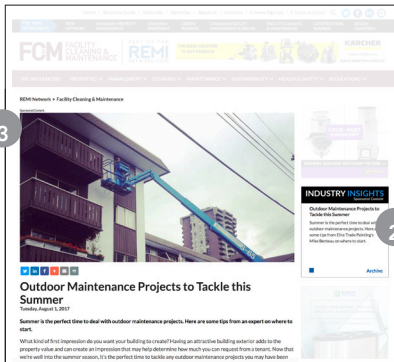 FCM FACILITY
CLEANING &
MAINTENANCE
REMI
KARCHER
REMI Network > Facility Cleaning & Maintenance
Sponsored Content
3
INDUSTRY INSIGHTS
Sponsored Content
Outdoor Maintenance Projects to
Tackle this Summer
Summer is the perfect time to deal with
outdoor maintenance projects. Here are
some tips from Elite Trade Painting's
Mike Berteau on where to start.
2
Archive
Outdoor Maintenance Projects to Tackle this
Summer
Tuesday, August 1, 2017
Summer is the perfect time to deal with outdoor maintenance projects. Here are some tips from an expert on where to
start.
What kind of first impression do you want your building to create? Having an attractive building exterior adds to the
property value and can create an impression that may help determine how much you can request from a tenant. Now that
we're well into the summer season, it's the perfect time to tackle any outdoor maintenance projects you may have been